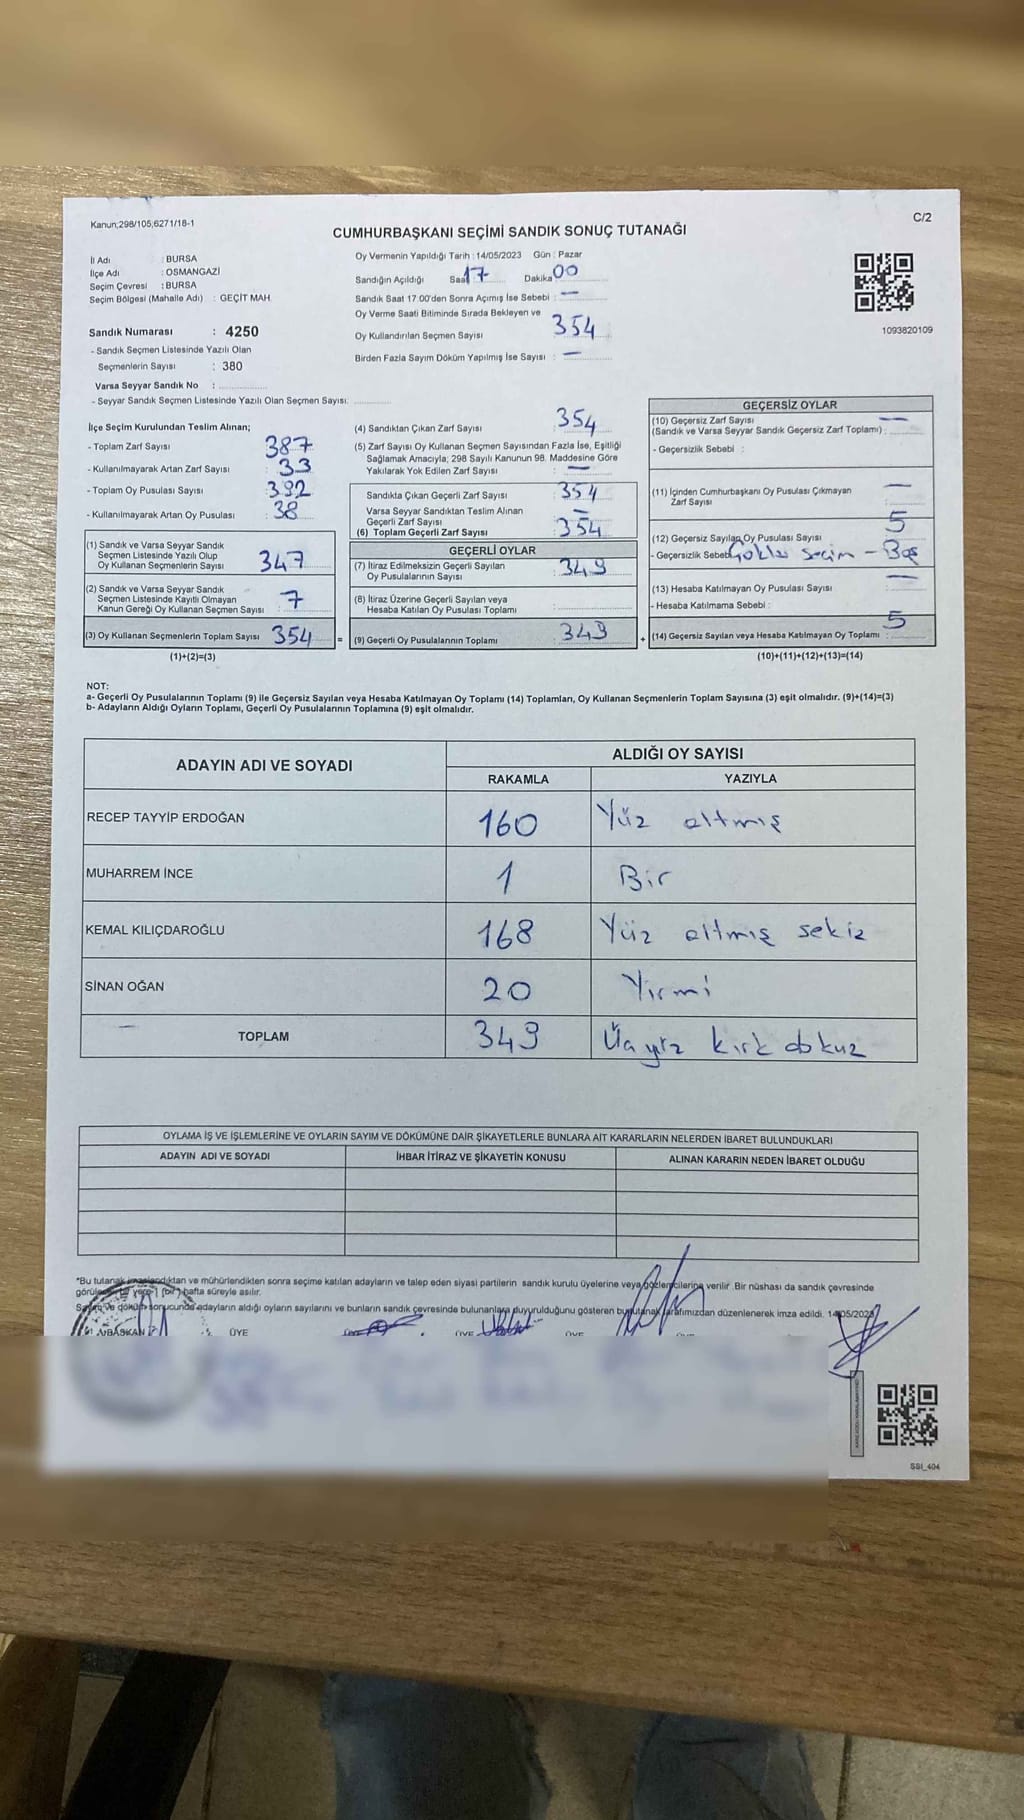 Kanun;298/105;6271/18-1
C/2
CUMHURBAŞKANI SEÇİMİ SANDIK SONUÇ TUTANAĞI
İl Adı : BURSA
İlçe Adı : OSMANGAZİ
Seçim Çevresi : BURSA
Seçim Bölgesi (Mahalle Adı) : GEÇİT MAH.
Sandık Numarası : 4250
- Sandık Seçmen Listesinde Yazılı Olan
Seçmenlerin Sayısı : 380
Varsa Seyyar Sandık No :
- Seyyar Sandık Seçmen Listesinde Yazılı Olan Seçmen Sayısı:
Oy Vermenin Yapıldığı Tarih : 14/05/2023 Gün : Pazar
Sandığın Açıldığı Saat 17 Dakika 00
Sandık Saat 17:00'den Sonra Açımış İse Sebebi : —
Oy Verme Saati Bitiminde Sırada Bekleyen ve
Oy Kullandırılan Seçmen Sayısı : 354
Birden Fazla Sayım Döküm Yapılmış İse Sayısı : —
1093820109
İlçe Seçim Kurulundan Teslim Alınan;
- Toplam Zarf Sayısı 387
- Kullanılmayarak Artan Zarf Sayısı 33
- Toplam Oy Pusulası Sayısı 392
- Kullanılmayarak Artan Oy Pusulası 38
(1) Sandık ve Varsa Seyyar Sandık
Seçmen Listesinde Yazılı Olup
Oy Kullanan Seçmenlerin Sayısı 347
(2) Sandık ve Varsa Seyyar Sandık
Seçmen Listesinde Kayıtlı Olmayan
Kanun Gereği Oy Kullanan Seçmen Sayısı 7
(3) Oy Kullanan Seçmenlerin Toplam Sayısı 354 =
(1)+(2)=(3)
(4) Sandıktan Çıkan Zarf Sayısı 354
(5) Zarf Sayısı Oy Kullanan Seçmen Sayısından Fazla İse, Eşitliği
Sağlamak Amacıyla; 298 Sayılı Kanunun 98. Maddesine Göre
Yakılarak Yok Edilen Zarf Sayısı : —
Sandıkta Çıkan Geçerli Zarf Sayısı : 354
Varsa Seyyar Sandıktan Teslim Alınan
Geçerli Zarf Sayısı : —
(6) Toplam Geçerli Zarf Sayısı : 354
GEÇERLİ OYLAR
(7) İtiraz Edilmeksizin Geçerli Sayılan
Oy Pusulalarının Sayısı : 349
(8) İtiraz Üzerine Geçerli Sayılan veya
Hesaba Katılan Oy Pusulası Toplamı :
(9) Geçerli Oy Pusulalarının Toplamı : 349 +
GEÇERSİZ OYLAR
(10) Geçersiz Zarf Sayısı
(Sandık ve Varsa Seyyar Sandık Geçersiz Zarf Toplamı) : —
- Geçersizlik Sebebi :
(11) İçinden Cumhurbaşkanı Oy Pusulası Çıkmayan
Zarf Sayısı —
(12) Geçersiz Sayılan Oy Pusulası Sayısı 5
- Geçersizlik Sebebi seçim - Boş
(13) Hesaba Katılmayan Oy Pusulası Sayısı : —
- Hesaba Katılmama Sebebi :
(14) Geçersiz Sayılan veya Hesaba Katılmayan Oy Toplamı : 5
(10)+(11)+(12)+(13)=(14)
NOT:
a- Geçerli Oy Pusulalarının Toplamı (9) ile Geçersiz Sayılan veya Hesaba Katılmayan Oy Toplamı (14) Toplamları, Oy Kullanan Seçmenlerin Toplam Sayısına (3) eşit olmalıdır. (9)+(14)=(3)
b- Adayların Aldığı Oyların Toplamı, Geçerli Oy Pusulalarının Toplamına (9) eşit olmalıdır.
ADAYIN ADI VE SOYADI ALDIĞI OY SAYISI
RAKAMLA YAZIYLA
RECEP TAYYİP ERDOĞAN 160 Yüz altmış
MUHARREM İNCE 1 Bir
KEMAL KILIÇDAROĞLU 168 Yüz altmış sekiz
SİNAN OĞAN 20 Yirmi
TOPLAM 349 Üçyüz kırk dokuz
OYLAMA İŞ VE İŞLEMLERİNE VE OYLARIN SAYIM VE DÖKÜMÜNE DAİR ŞİKAYETLERLE BUNLARA AİT KARARLARIN NELERDEN İBARET BULUNDUKLARI
ADAYIN ADI VE SOYADI İHBAR İTİRAZ VE ŞİKAYETİN KONUSU ALINAN KARARIN NEDEN İBARET OLDUĞU
*Bu tutanak imzalandıktan ve mühürlendikten sonra seçime katılan adayların ve talep eden siyasi partilerin sandık kurulu üyelerine veya gözlemcilerine verilir. Bir nüshası da sandık çevresinde
görülen bir yere 1 (bir) hafta süreyle asılır.
Sayım ve döküm sonucunda adayların aldığı oyların sayılarını ve bunların sandık çevresinde bulunanlara duyurulduğunu gösteren bu tutanak tarafımızdan düzenlenerek imza edildi. 14/05/2023
BAŞKAN ÜYE ÜYE ÜYE ÜYE
SSI_404